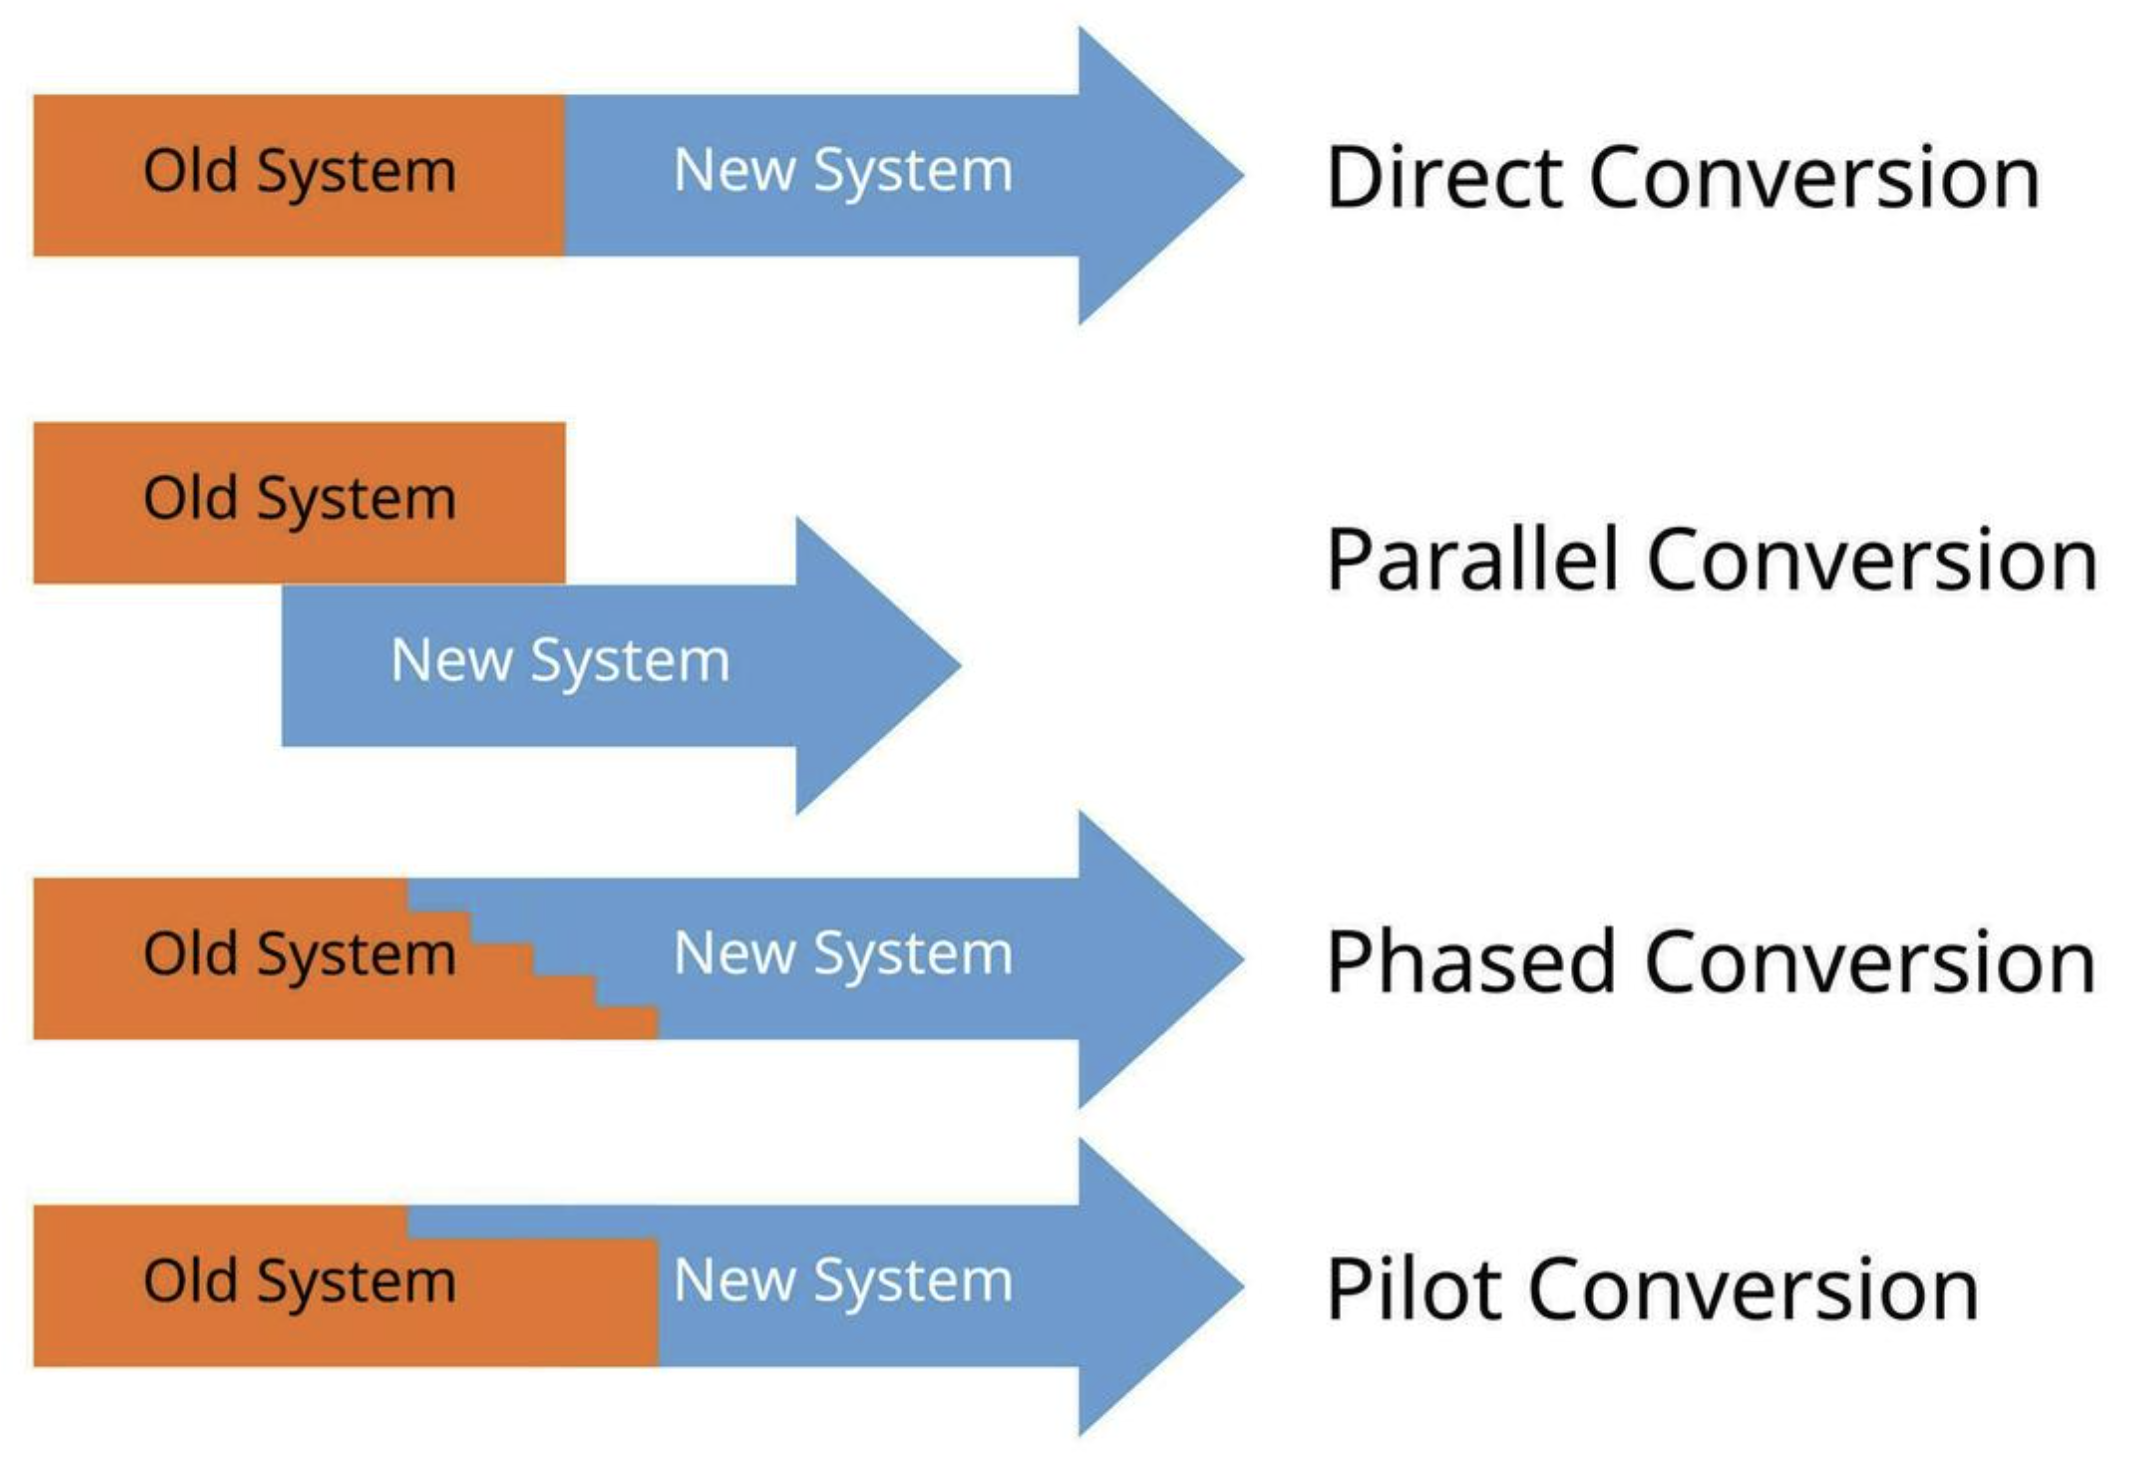 Old System New System Direct Conversion
Old System
Parallel Conversion
New System
Old System New System Phased Conversion
Old System New System Pilot Conversion